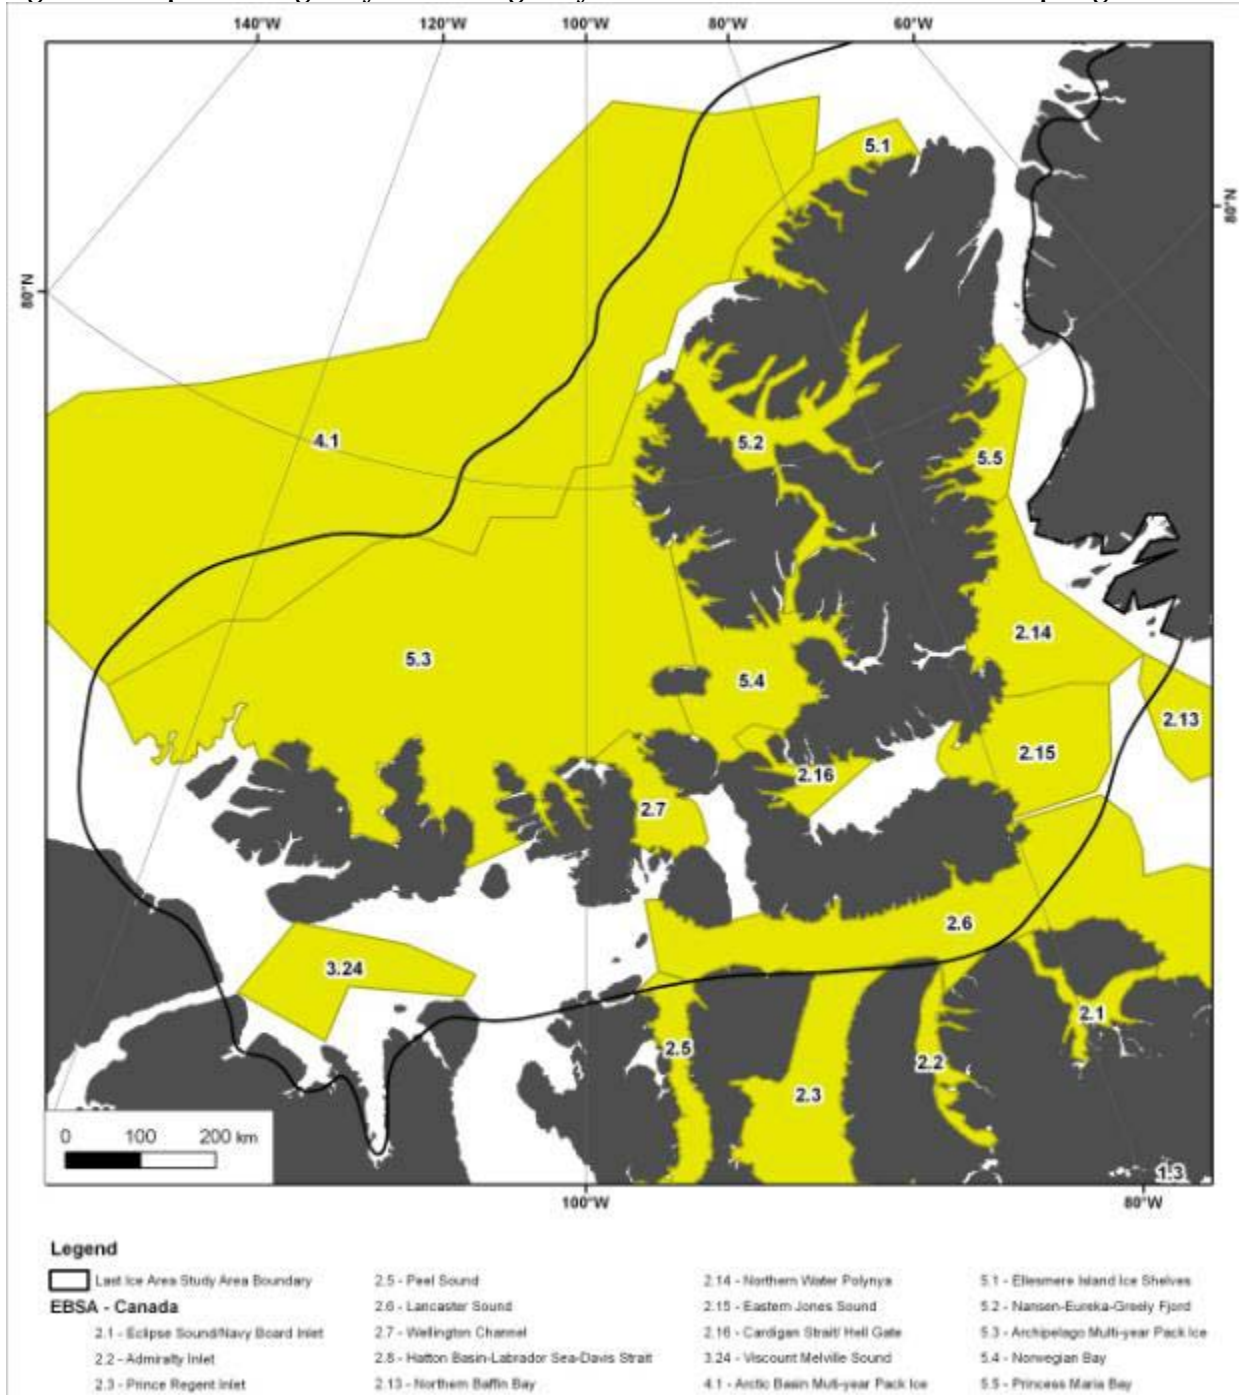 140°W 120°W 100°W 80°W 60°W
5.1
80°N
80°N
4.1
5.2
5.5
2.14
5.3
5.4
2.13
2.15
2.16
2.7
2.6
3.24
2.1
2.5
2.2
2.3
0 100 200 km
1.3
100°W 80°W
Legend
Last Ice Area Study Area Boundary
EBSA - Canada
2.1 - Eclipse Sound/Navy Board Inlet
2.2 - Admiralty Inlet
2.3 - Prince Regent Inlet
2.5 - Peel Sound
2.6 - Lancaster Sound
2.7 - Wellington Channel
2.8 - Hatton Basin-Labrador Sea-Davis Strait
2.13 - Northern Baffin Bay
2.14 - Northern Water Polynya
2.15 - Eastern Jones Sound
2.16 - Cardigan Strait/ Hell Gate
3.24 - Viscount Melville Sound
4.1 - Arctic Basin Multi-year Pack Ice
5.1 - Ellesmere Island Ice Shelves
5.2 - Nansen-Eureka-Greely Fjord
5.3 - Archipelago Multi-year Pack Ice
5.4 - Norwegian Bay
5.5 - Princess Maria Bay